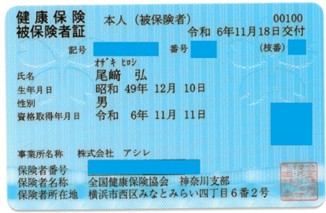 健康保険
被保険者証
本人（被保険者）
00100
令和 6年11月18日交付
記号
番号
（枝番）
オザキ ヒロシ
氏名
尾﨑 弘
生年月日
昭和 49年 12月 10日
性別
男
資格取得年月日
令和 6年 11月 11日
事業所名称
株式会社 アシレ
保険者番号
保険者名称
全国健康保険協会 神奈川支部
保険者所在地
横浜市西区みなとみらい四丁目6番2号